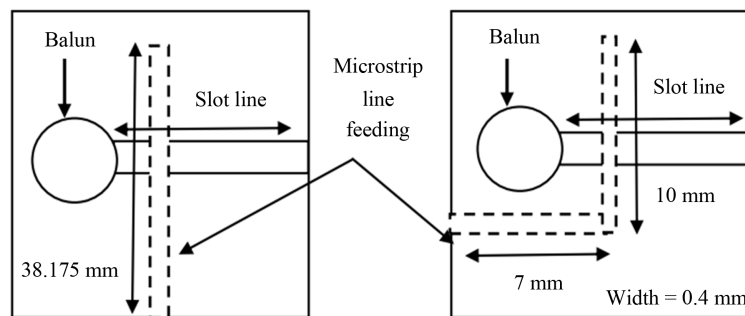 Balun
Slot line
38.175 mm
Microstrip
line
feeding
Balun
Slot line
10 mm
7 mm
Width = 0.4 mm